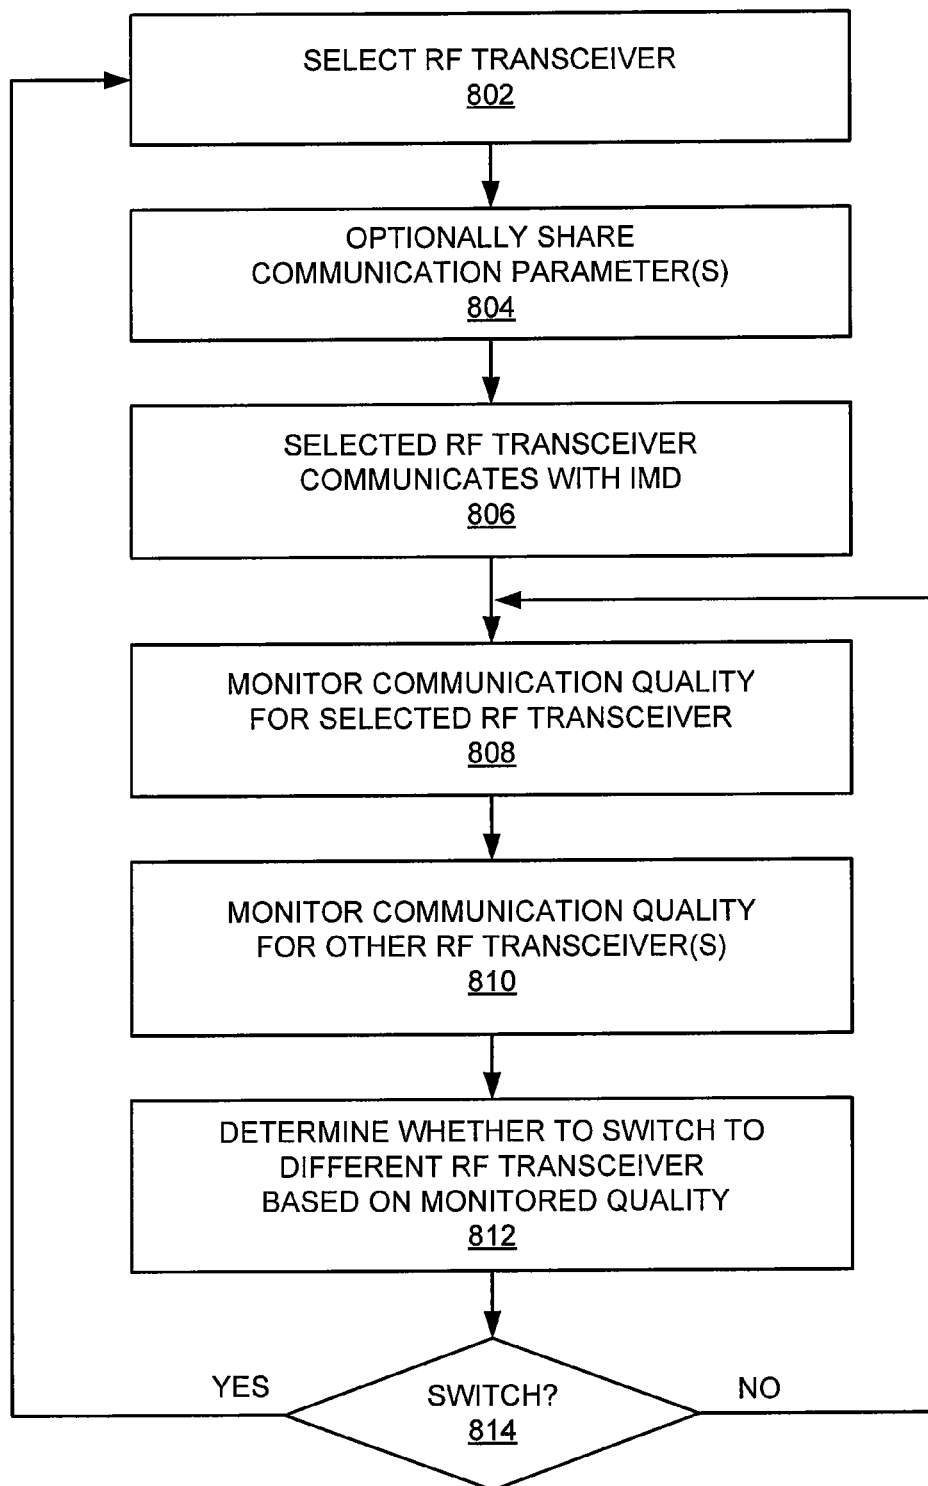 SELECT RF TRANSCEIVER
802
OPTIONALLY SHARE
COMMUNICATION PARAMETER(S)
804
SELECTED RF TRANSCEIVER
COMMUNICATES WITH IMD
806
MONITOR COMMUNICATION QUALITY
FOR SELECTED RF TRANSCEIVER
808
MONITOR COMMUNICATION QUALITY
FOR OTHER RF TRANSCEIVER(S)
810
DETERMINE WHETHER TO SWITCH TO
DIFFERENT RF TRANSCEIVER
BASED ON MONITORED QUALITY
812
YES
SWITCH?
814
NO